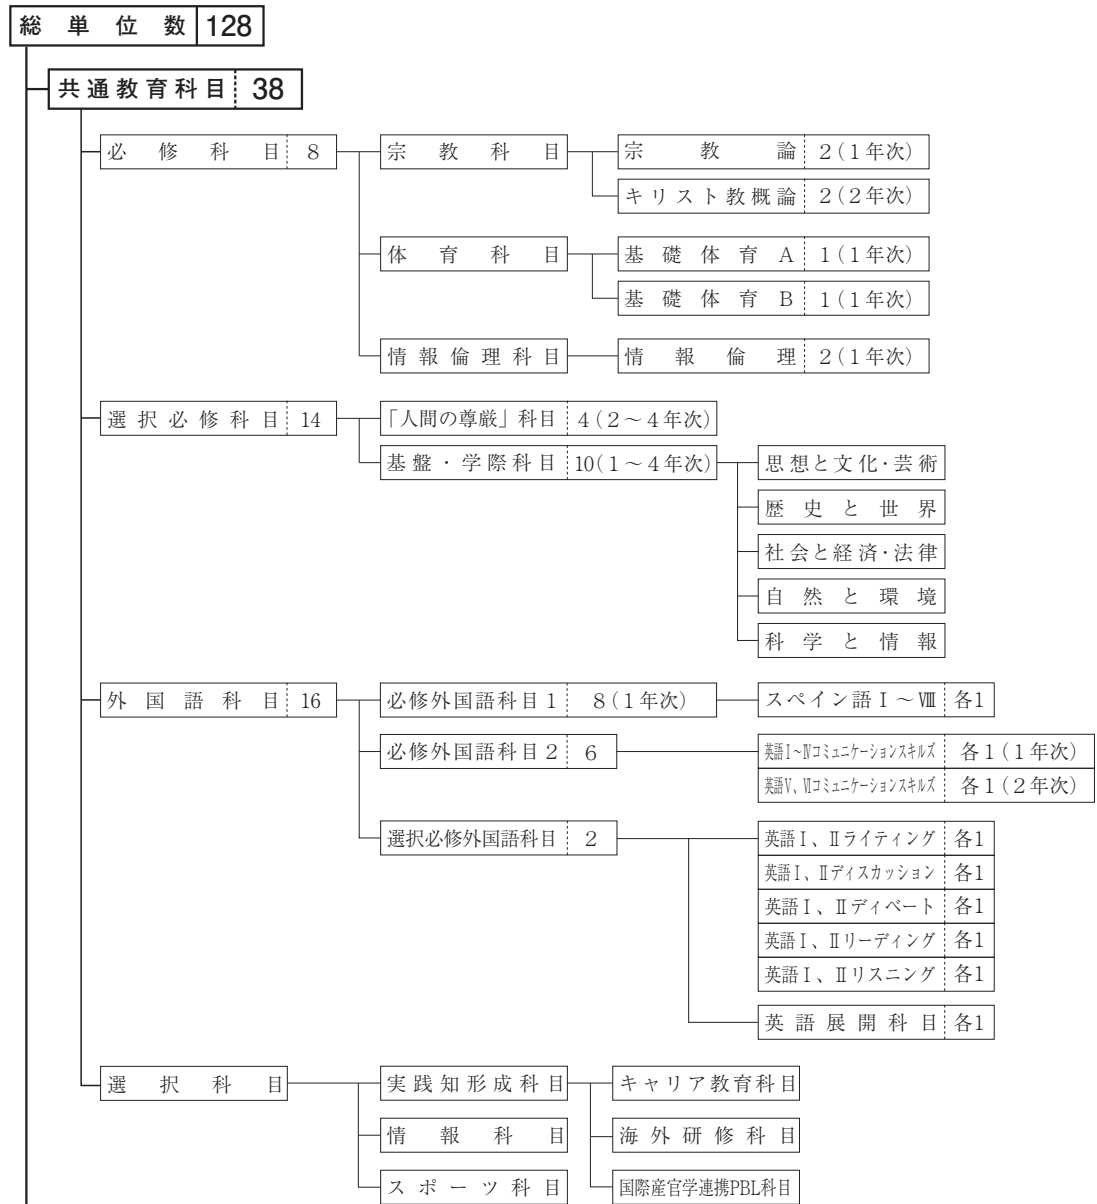 総単位数 128
共通教育科目 38
必修科目 8 宗教科目 宗教論 2(1年次)
キリスト教概論 2(2年次)
体育科目 基礎体育A 1(1年次)
基礎体育B 1(1年次)
情報倫理科目 情報倫理 2(1年次)
選択必修科目 14 「人間の尊厳」科目 4(2〜4年次)
基盤・学際科目 10(1〜4年次) 思想と文化・芸術
歴史と世界
社会と経済・法律
自然と環境
科学と情報
外国語科目 16 必修外国語科目1 8(1年次) スペイン語Ⅰ〜Ⅷ 各1
必修外国語科目2 6 英語Ⅰ~Ⅳコミュニケーションスキルズ 各1(1年次)
英語Ⅴ、Ⅵコミュニケーションスキルズ 各1(2年次)
選択必修外国語科目 2 英語Ⅰ、Ⅱライティング 各1
英語Ⅰ、Ⅱディスカッション 各1
英語Ⅰ、Ⅱディベート 各1
英語Ⅰ、Ⅱリーディング 各1
英語Ⅰ、Ⅱリスニング 各1
英語展開科目 各1
選択科目 実践知形成科目 キャリア教育科目
情報科目 海外研修科目
スポーツ科目 国際産官学連携PBL科目